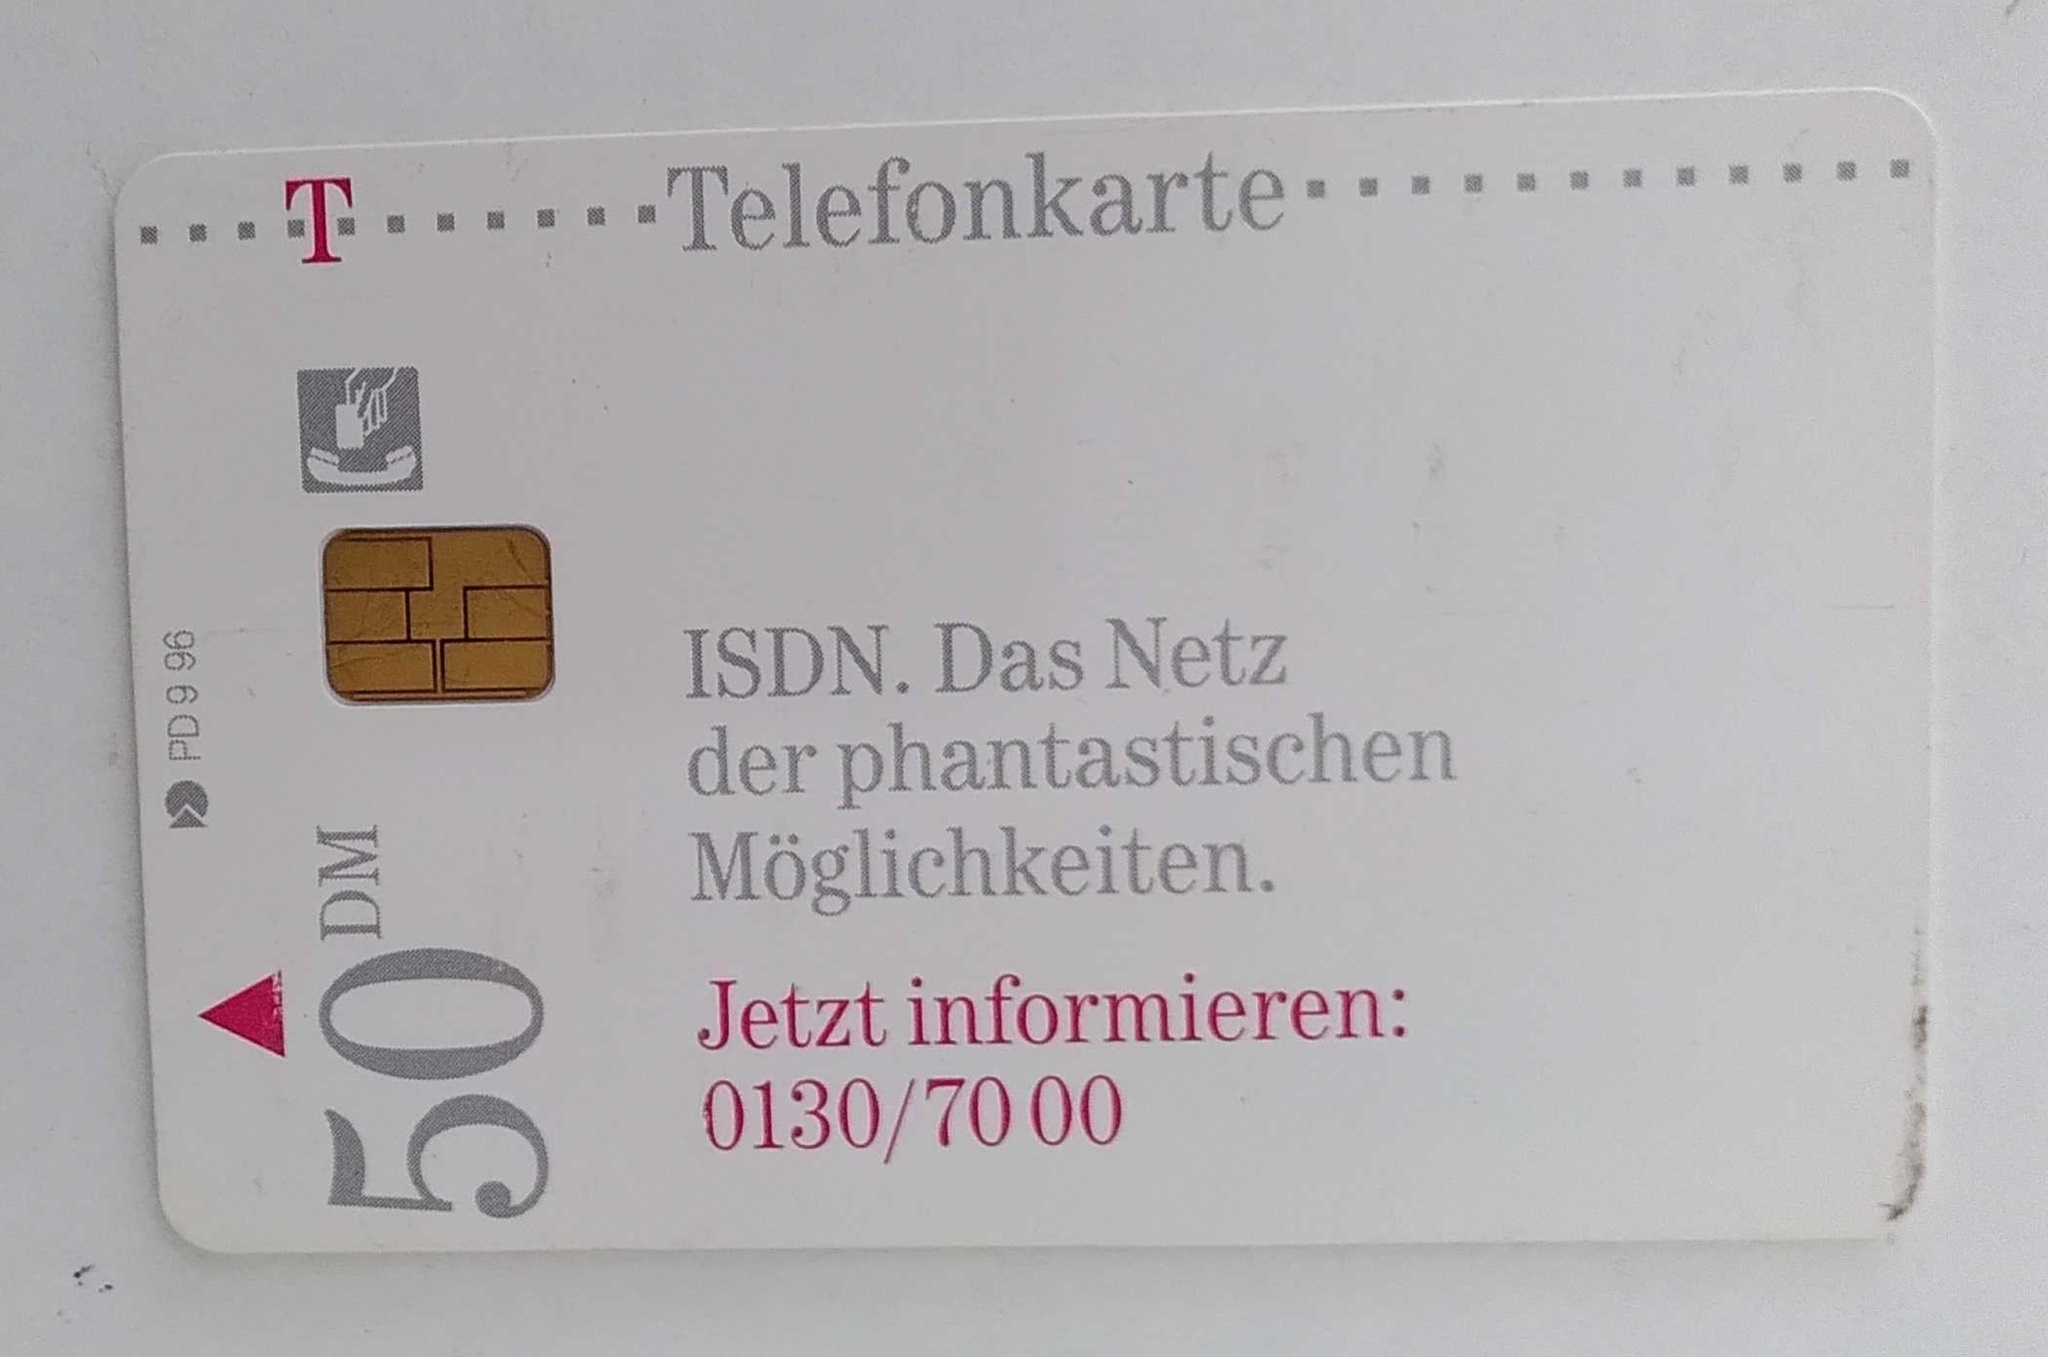 T Telefonkarte
PD 9 96
50 DM
ISDN. Das Netz
der phantastischen
Möglichkeiten.
Jetzt informieren:
0130/70 00